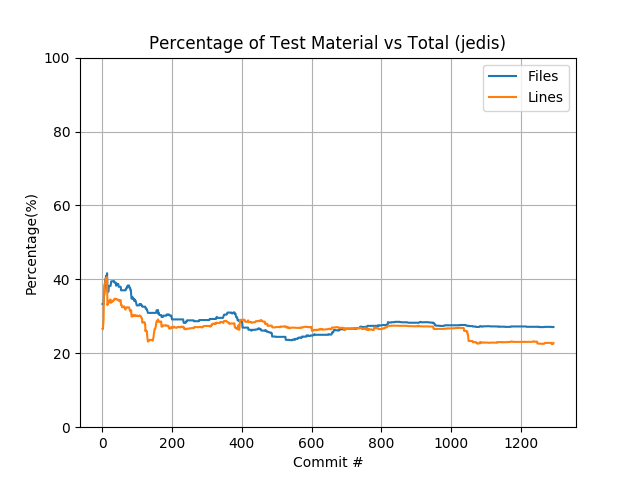 Percentage of Test Material vs Total (jedis)
Files
Lines
Percentage(%)
100
80
60
40
20
0
0 200 400 600 800 1000 1200
Commit #